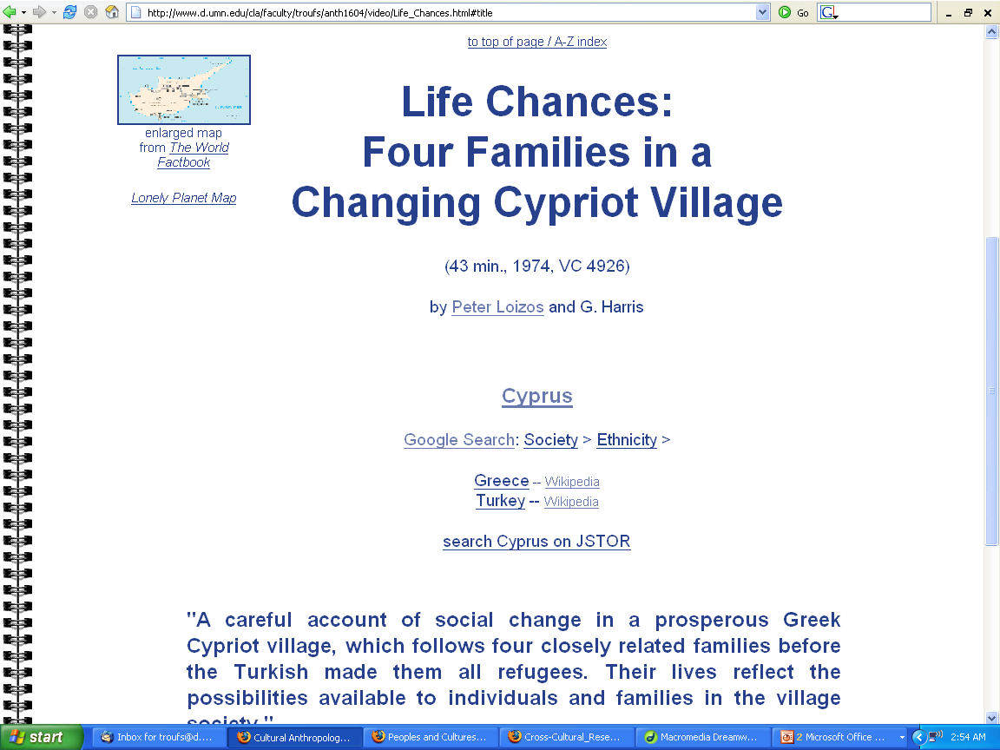 http://www.d.umn.edu/cla/faculty/troufs/anth1604/video/Life_Chances.html#title
Go
G
to top of page / A-Z index
enlarged map
from The World
Factbook
Lonely Planet Map
Life Chances:
Four Families in a
Changing Cypriot Village
(43 min., 1974, VC 4926)
by Peter Loizos and G. Harris
Cyprus
Google Search: Society > Ethnicity >
Greece -- Wikipedia
Turkey -- Wikipedia
search Cyprus on JSTOR
"A careful account of social change in a prosperous Greek
Cypriot village, which follows four closely related families before
the Turkish made them all refugees. Their lives reflect the
possibilities available to individuals and families in the village
society."
start
Inbox for troufs@d....
Cultural Anthropolog...
Peoples and Cultures...
Cross-Cultural_Rese...
Macromedia Dreamw...
2 Microsoft Office ...
2:54 AM